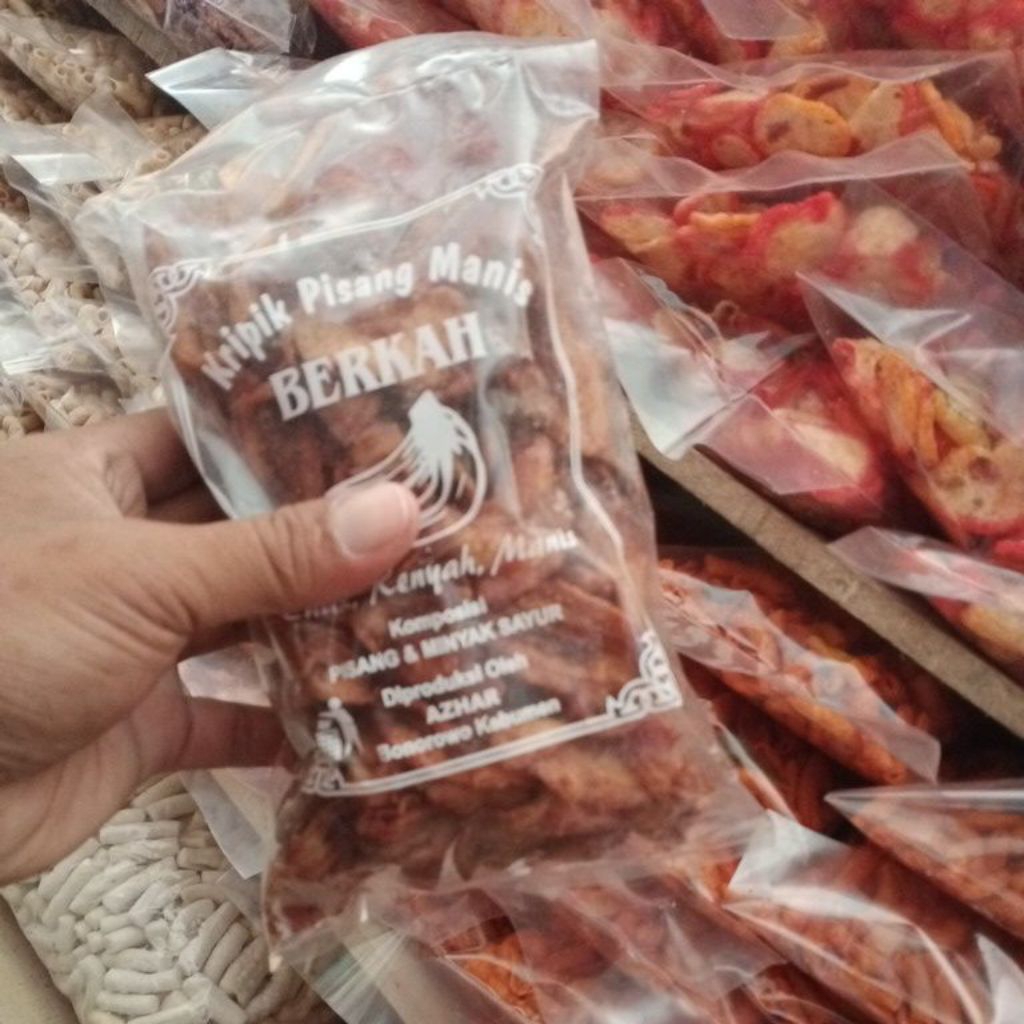 Kripik Pisang Manis
BERKAH
Renyah, Manis
Komposisi
PISANG & MINYAK SAYUR
Diproduksi Oleh
AZHAR
Bonorowo Kebumen